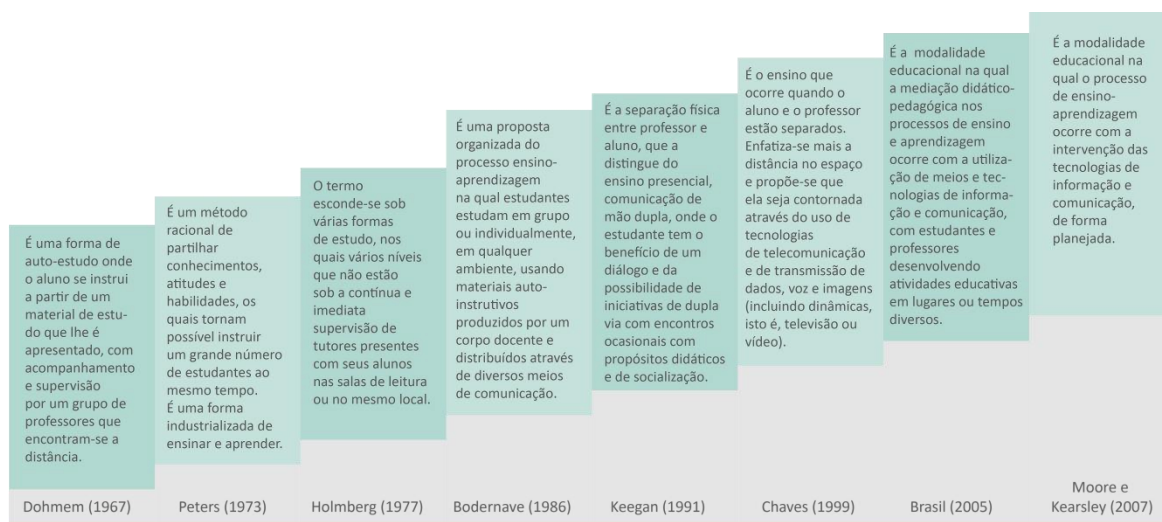 É uma forma de
auto-estudo onde
o aluno se instrui
a partir de um
material de estu-
do que lhe é
apresentado, com
acompanhamento
e supervisão
por um grupo de
professores que
encontram-se a
distância.
Dohmem (1967)
É um método
racional de
partilhar
conhecimentos,
atitudes e
habilidades, os
quais tornam
possível instruir
um grande número
de estudantes ao
mesmo tempo.
É uma forma
industrializada de
ensinar e aprender.
Peters (1973)
O termo
esconde-se sob
várias formas
de estudo, nos
quais vários níveis
que não estão
sob a contínua e
imediata
supervisão de
tutores presentes
com seus alunos
nas salas de leitura
ou no mesmo local.
Holmberg (1977)
É uma proposta
organizada do
processo ensino-
aprendizagem
na qual estudantes
estudam em grupo
ou individualmente,
em qualquer
ambiente, usando
materiais auto-
instrutivos
produzidos por um
corpo docente e
distribuídos através
de diversos meios
de comunicação.
Bodernave (1986)
É a separação física
entre professor e
aluno, que a
distingue do
ensino presencial,
comunicação de
mão dupla, onde o
estudante tem o
benefício de um
diálogo e da
possibilidade de
iniciativas de dupla
via com encontros
ocasionais com
propósitos didáticos
e de socialização.
Keegan (1991)
É o ensino que
ocorre quando o
aluno e o professor
estão separados.
Enfatiza-se mais a
distância no espaço
e propõe-se que
ela seja contornada
através do uso de
tecnologias
de telecomunicação
e de transmissão de
dados, voz e imagens
(incluindo dinâmicas,
isto é, televisão ou
vídeo).
Chaves (1999)
É a modalidade
educacional na qual
a mediação didático-
pedagógica nos
processos de ensino
e aprendizagem
ocorre com a utiliza-
ção de meios e tec-
nologias de informa-
ção e comunicação,
com estudantes e
professores
desenvolvendo
atividades educativas
em lugares ou tempos
diversos.
Brasil (2005)
É a modalidade
educacional na
qual o processo
de ensino-
aprendizagem
ocorre com a
intervenção das
tecnologias de
informação e
comunicação,
de forma
planejada.
Moore e
Kearsley (2007)